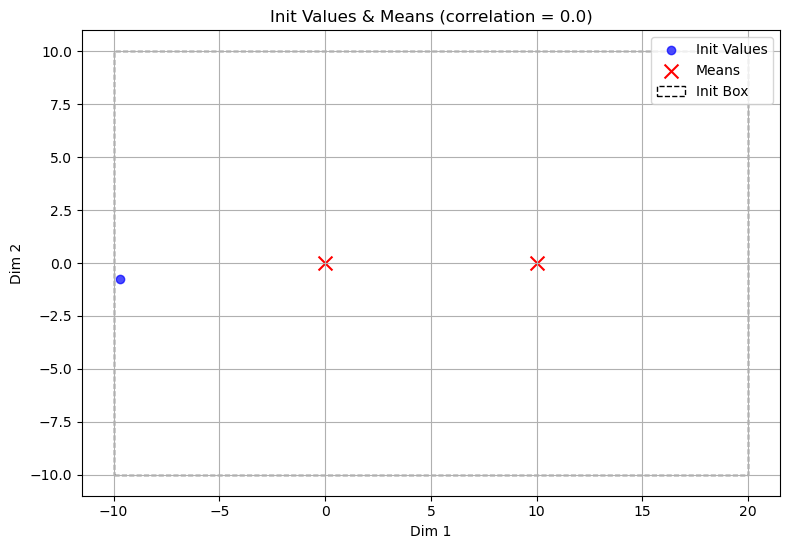 Init Values & Means (correlation = 0.0)
Init Values
Means
Init Box
10.0
7.5
5.0
2.5
0.0
−2.5
−5.0
−7.5
−10.0
Dim 2
−10
−5
0
5
10
15
20
Dim 1